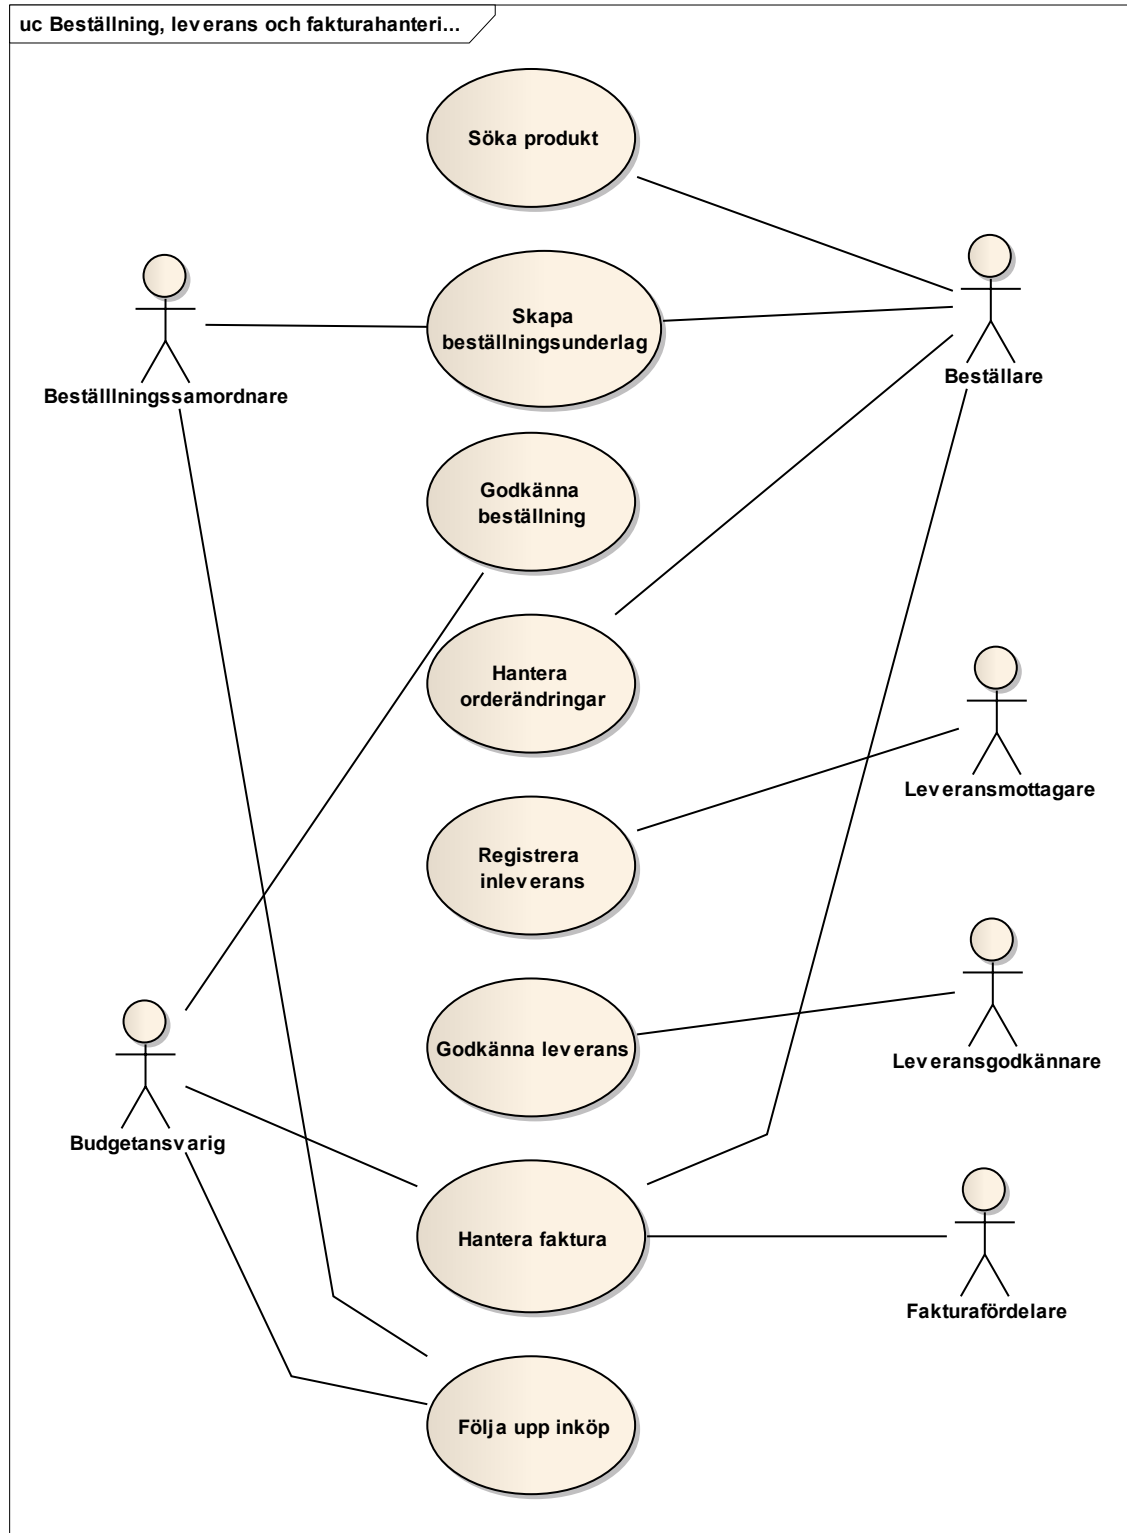 uc Beställning, leverans och fakturahanteri...
Söka produkt
Skapa
beställningsunderlag
Beställlningssamordnare
Beställare
Godkänna
beställning
Hantera
orderändringar
Leveransmottagare
Registrera
inleverans
Godkänna leverans
Leveransgodkännare
Budgetansvarig
Hantera faktura
Fakturafördelare
Följa upp inköp